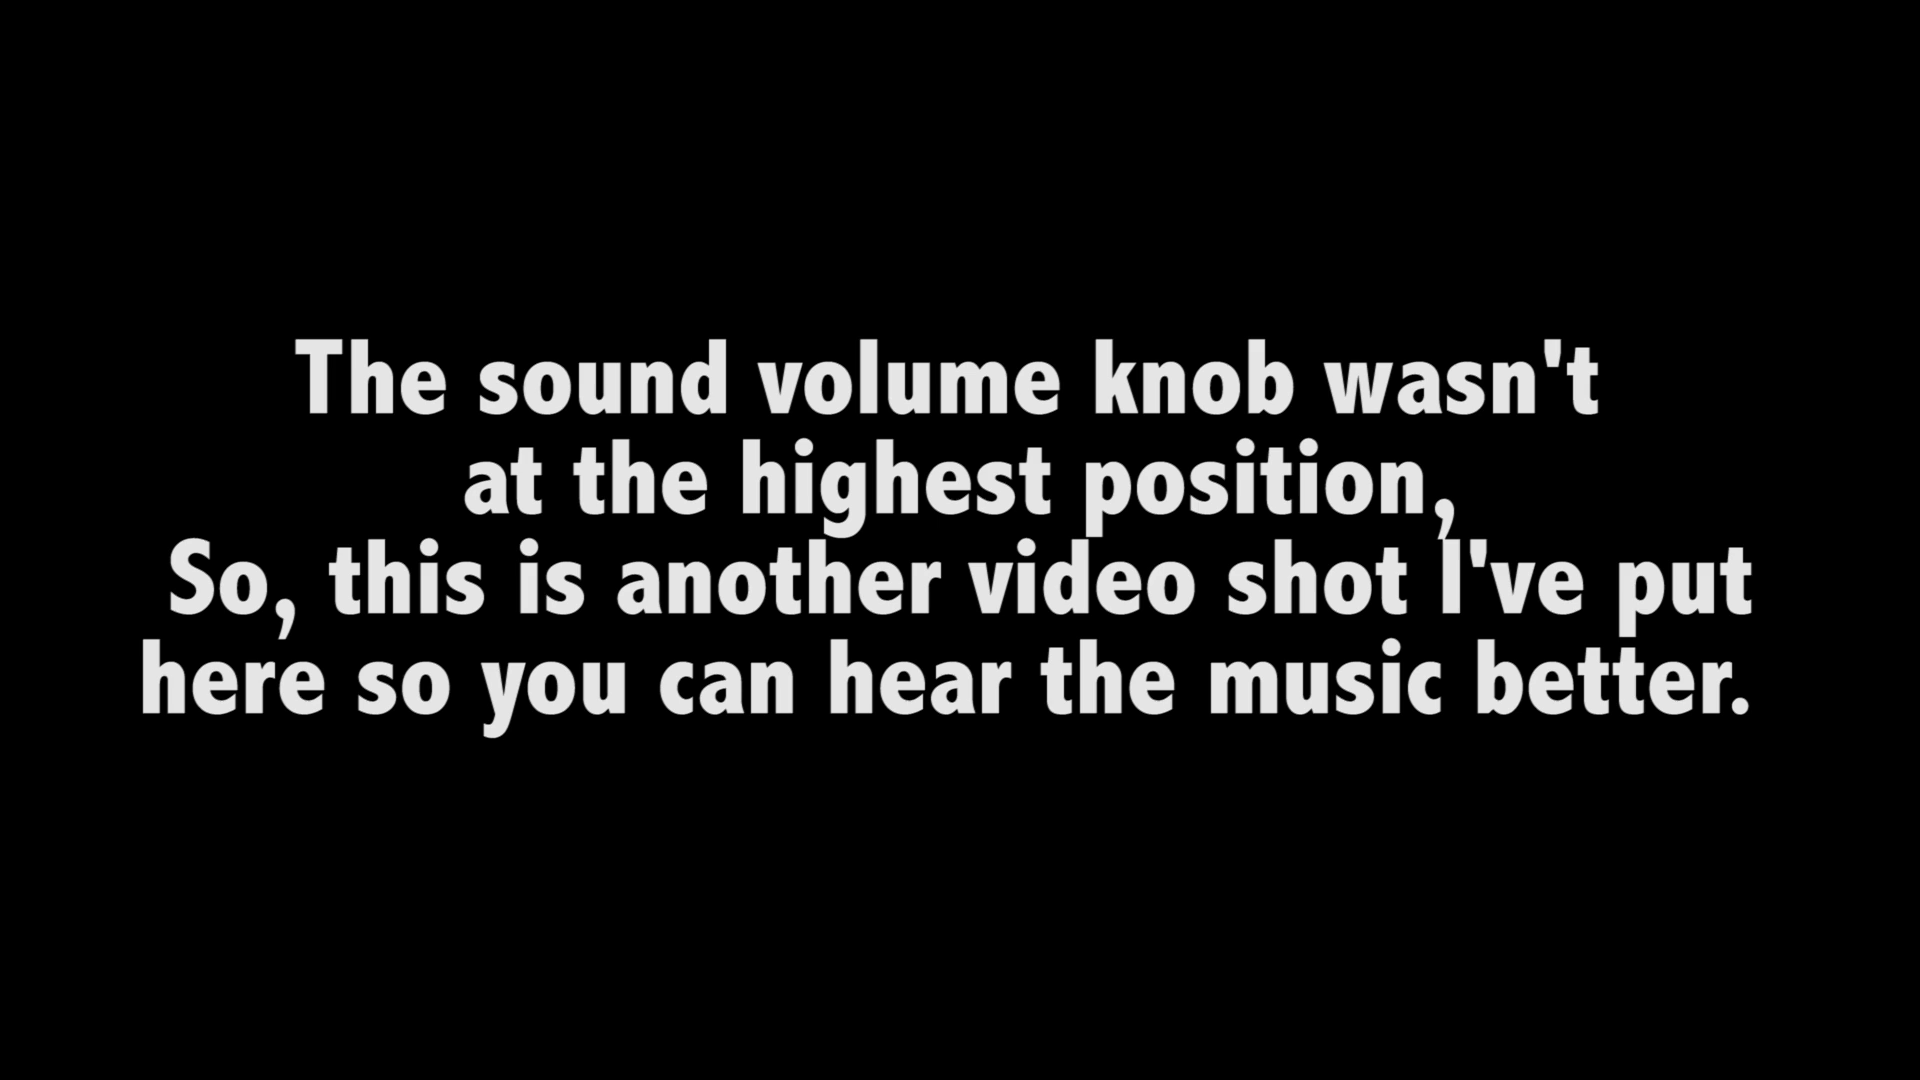 The sound volume knob wasn't
at the highest position,
So, this is another video shot I've put
here so you can hear the music better.